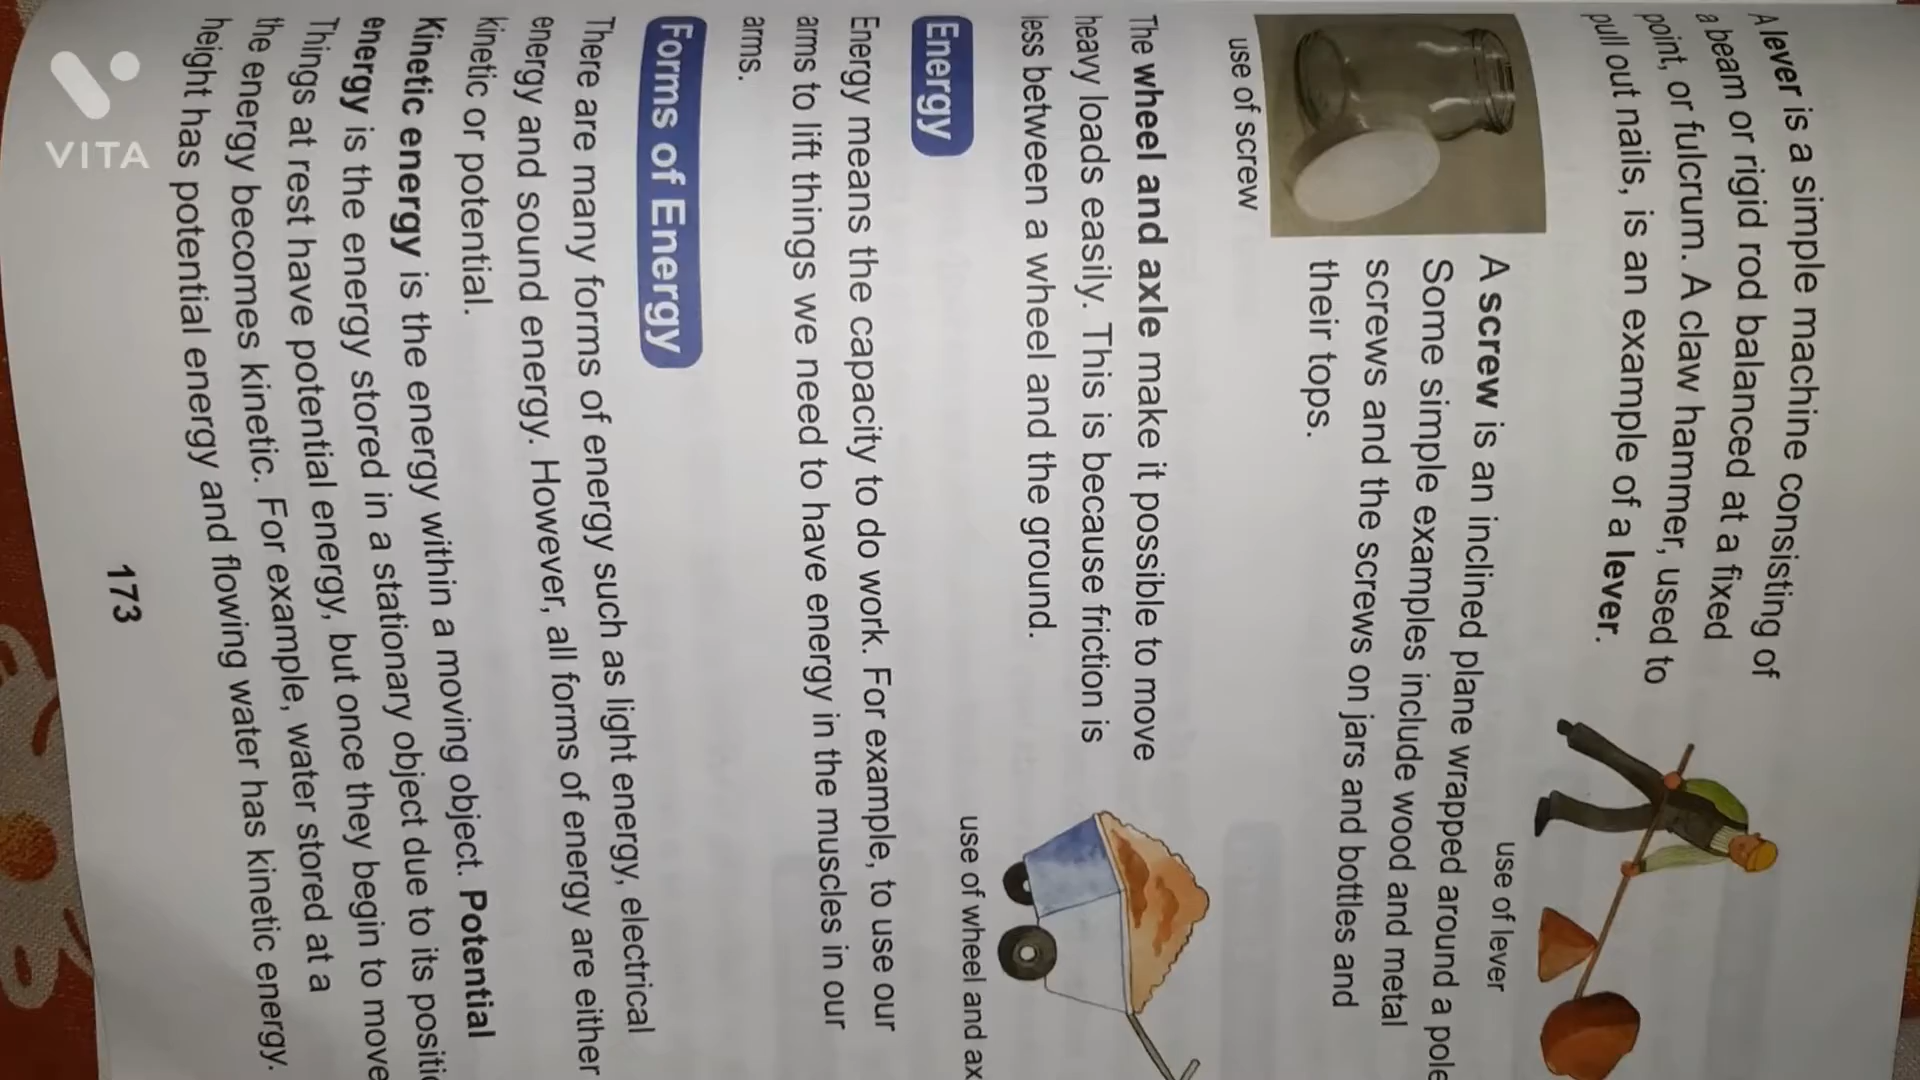 A lever is a simple machine consisting of
a beam or rigid rod balanced at a fixed
point, or fulcrum. A claw hammer, used to
pull out nails, is an example of a lever.
use of lever
A screw is an inclined plane wrapped around a pole
Some simple examples include wood and metal
screws and the screws on jars and bottles and
their tops.
use of screw
The wheel and axle make it possible to move
heavy loads easily. This is because friction is
less between a wheel and the ground.
use of wheel and ax
Energy
Energy means the capacity to do work. For example, to use our
arms to lift things we need to have energy in the muscles in our
arms.
Forms of Energy
There are many forms of energy such as light energy, electrical
energy and sound energy. However, all forms of energy are either
kinetic or potential.
Kinetic energy is the energy within a moving object. Potential
energy is the energy stored in a stationary object due to its positi
Things at rest have potential energy, but once they begin to move
the energy becomes kinetic. For example, water stored at a
height has potential energy and flowing water has kinetic energy.
173
VITA